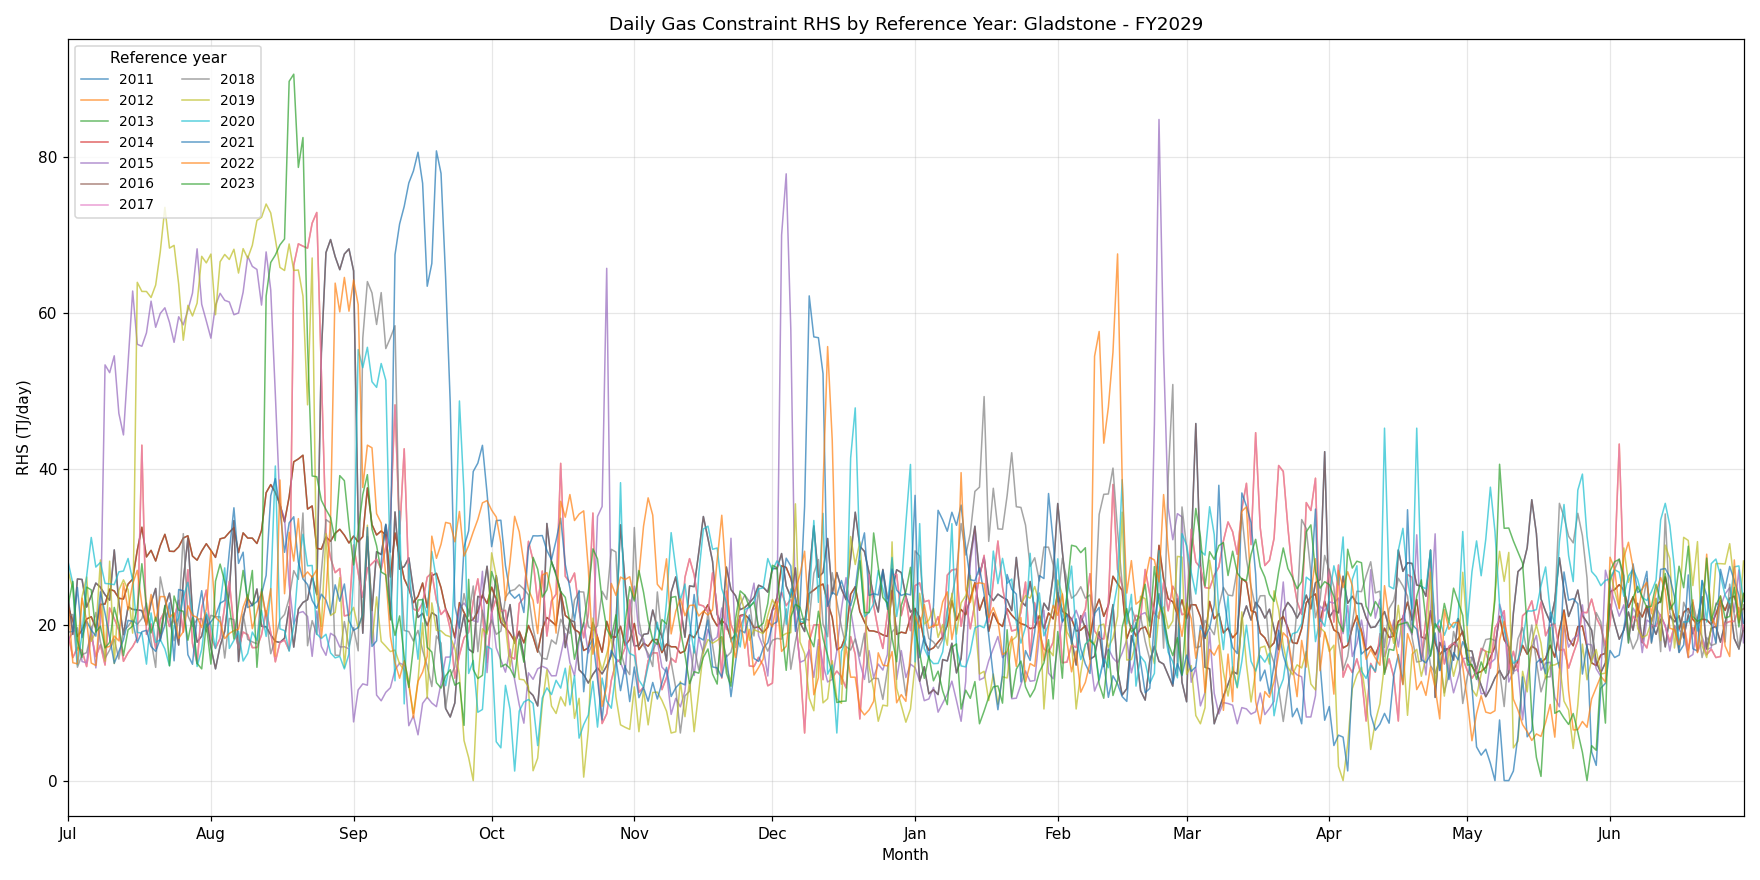 Daily Gas Constraint RHS by Reference Year: Gladstone - FY2029
Reference year
2011
2012
2013
2014
2015
2016
2017
2018
2019
2020
2021
2022
2023
RHS (TJ/day)
80
60
40
20
0
Jul
Aug
Sep
Oct
Nov
Dec
Jan
Feb
Mar
Apr
May
Jun
Month